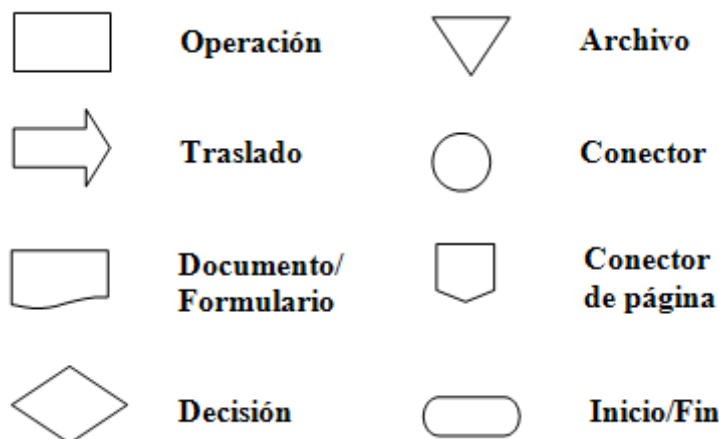 Operación
Archivo
Traslado
Conector
Documento/
Formulario
Conector
de página
Decisión
Inicio/Fin